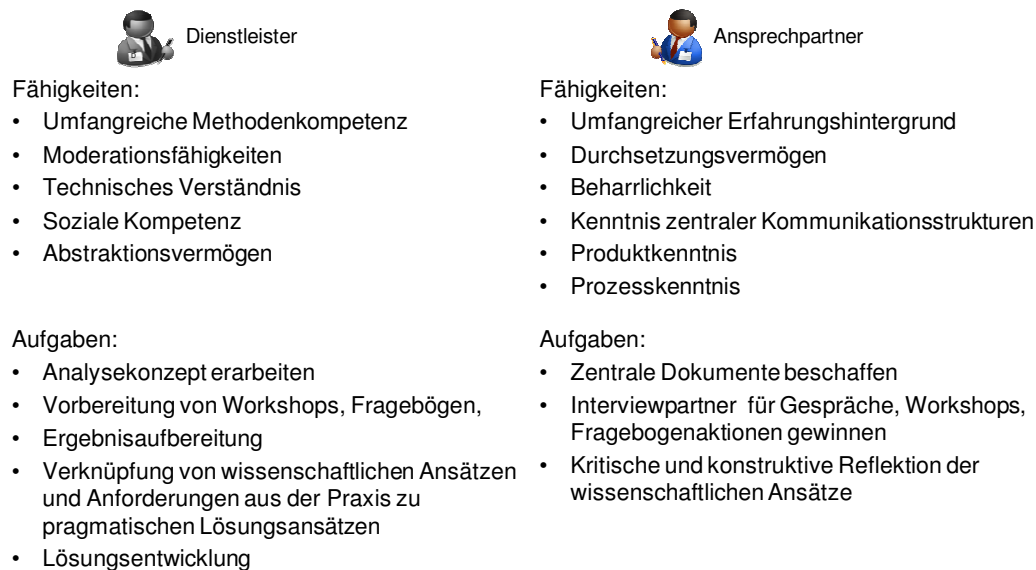 Dienstleister
Fähigkeiten:
• Umfangreiche Methodenkompetenz
• Moderationsfähigkeiten
• Technisches Verständnis
• Soziale Kompetenz
• Abstraktionsvermögen
Aufgaben:
• Analysekonzept erarbeiten
• Vorbereitung von Workshops, Fragebögen,
• Ergebnisaufbereitung
• Verknüpfung von wissenschaftlichen Ansätzen
und Anforderungen aus der Praxis zu
pragmatischen Lösungsansätzen
• Lösungsentwicklung
Ansprechpartner
Fähigkeiten:
• Umfangreicher Erfahrungshintergrund
• Durchsetzungsvermögen
• Beharrlichkeit
• Kenntnis zentraler Kommunikationsstrukturen
• Produktkenntnis
• Prozesskenntnis
Aufgaben:
• Zentrale Dokumente beschaffen
• Interviewpartner für Gespräche, Workshops,
Fragebogenaktionen gewinnen
• Kritische und konstruktive Reflektion der
wissenschaftlichen Ansätze